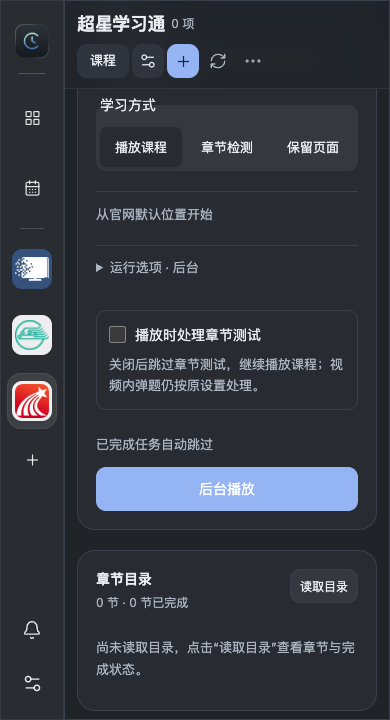 超星学习通 0 项
课程
学习方式
播放课程 章节检测 保留页面
从官网默认位置开始
运行选项 · 后台
播放时处理章节测试
关闭后跳过章节测试，继续播放课程；视
频内弹题仍按原设置处理。
已完成任务自动跳过
后台播放
章节目录
读取目录
0 节 · 0 节已完成
尚未读取目录，点击“读取目录”查看章节与完
成状态。